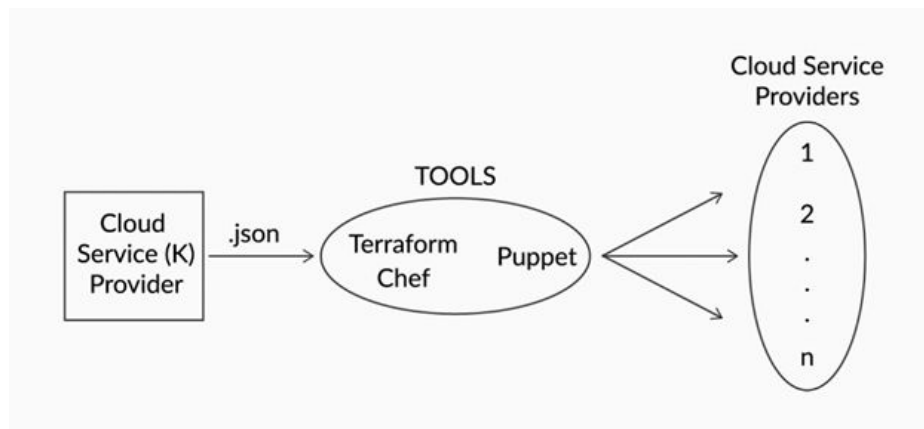 Cloud
Service (K)
Provider
.json
TOOLS
Terraform
Chef
Puppet
Cloud Service
Providers
1
2
.
.
.
n